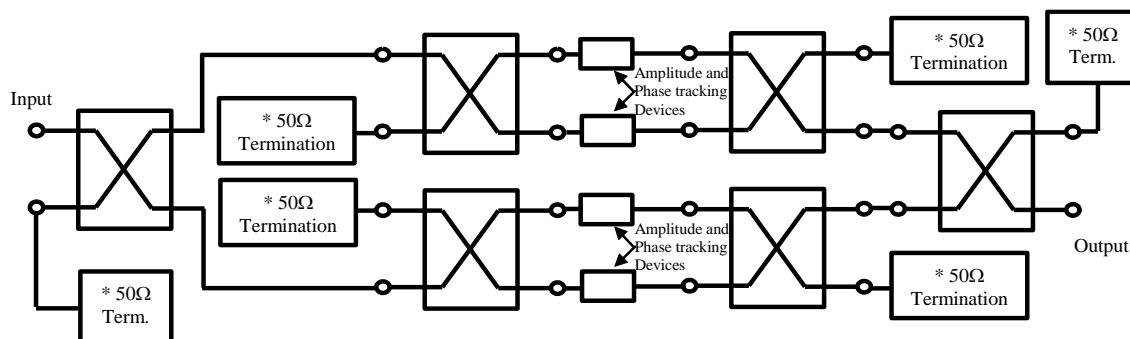 Input
* 50Ω
Term.
* 50Ω
Termination
* 50Ω
Termination
Amplitude and
Phase tracking
Devices
Amplitude and
Phase tracking
Devices
* 50Ω
Termination
* 50Ω
Term.
* 50Ω
Termination
Output